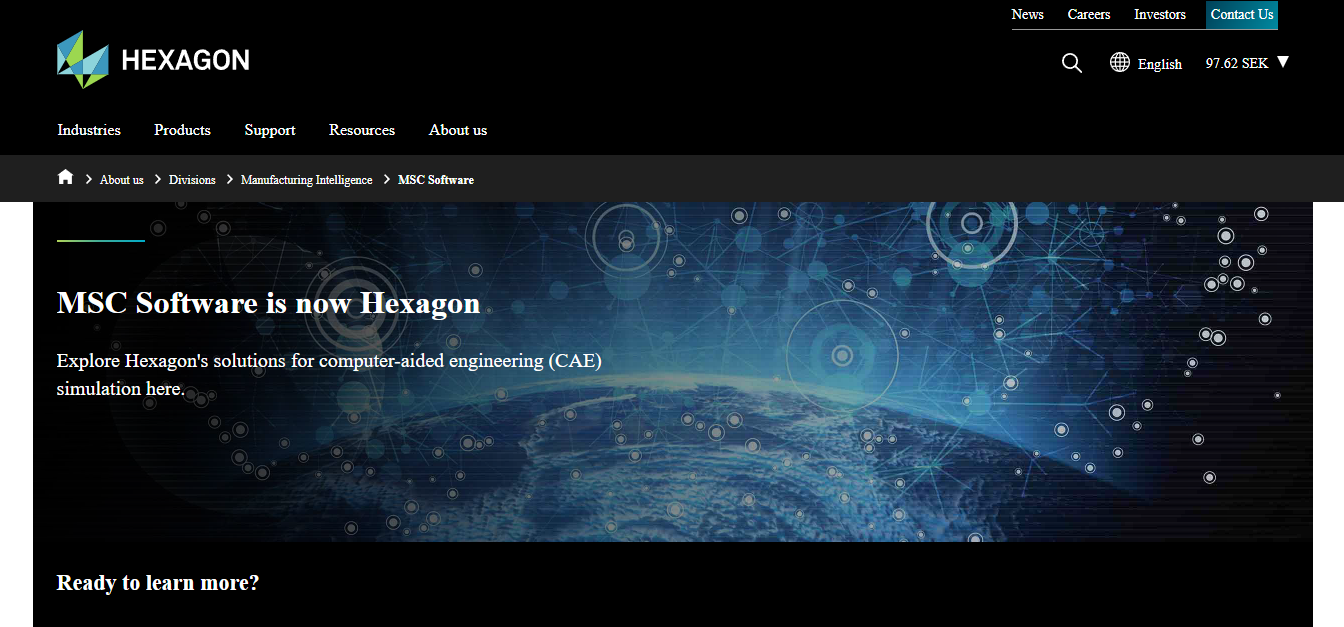 News Careers Investors Contact Us
HEXAGON
English 97.62 SEK ▼
Industries Products Support Resources About us
About us Divisions Manufacturing Intelligence MSC Software
MSC Software is now Hexagon
Explore Hexagon's solutions for computer-aided engineering (CAE)
simulation here.
Ready to learn more?